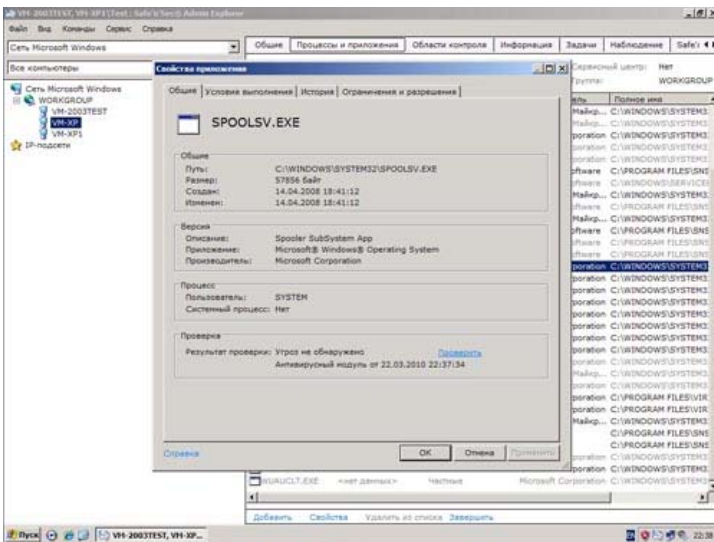 VM-2003TEST, VM-XP1\Test : Safe'n'Sec® Admin Explorer
Файл Вид Команды Сервис Справка
Сеть Microsoft Windows
Общие Процессы и приложения Области контроля Информация Задачи Наблюдение Safe'r
Все компьютеры
Сервисный центр: Нет
Группа: WORKGROUP
Сеть Microsoft Windows
WORKGROUP
VM-2003TEST
VM-XP
VM-XP1
IP-подсети
Полное имя
Свойства приложения
Общие Условия выполнения История Ограничения и разрешения
SPOOLSV.EXE
Общие
Путь: C:\WINDOWS\SYSTEM32\SPOOLSV.EXE
Размер: 57856 байт
Создан: 14.04.2008 18:41:12
Изменен: 14.04.2008 18:41:12
Версия
Описание: Spooler SubSystem App
Приложение: Microsoft® Windows® Operating System
Производитель: Microsoft Corporation
Процесс
Пользователь: SYSTEM
Системный процесс: Нет
Проверка
Результат проверки: Угроз не обнаружено Проверить
Антивирусный модуль от 22.03.2010 22:37:34
Справка
OK Отмена Применить
WUAUCLT.EXE <нет данных> Частные Microsoft Corporation C:\WINDOWS\SYSTEM3
Добавить Свойства Удалить из списка Завершить
Пуск VM-2003TEST, VM-XP... 22:38